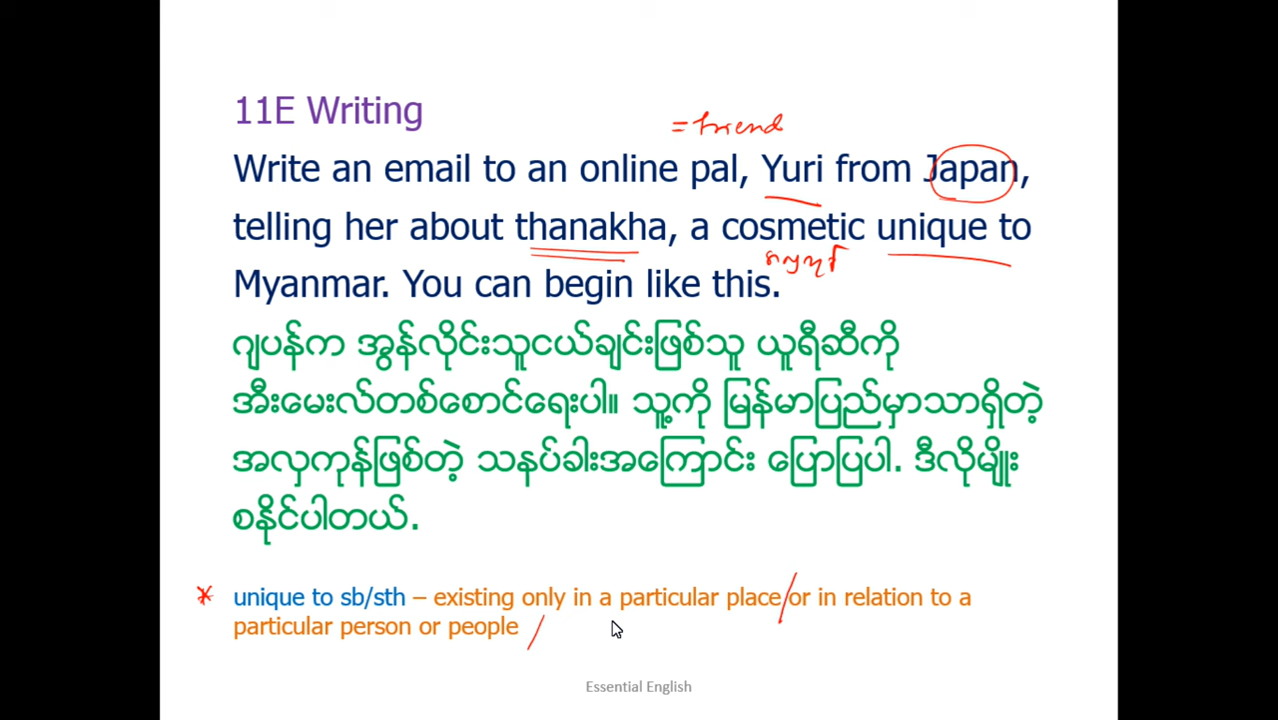 11E Writing
= friend
Write an email to an online pal, Yuri from Japan,
telling her about thanakha, a cosmetic unique to
Myanmar. You can begin like this.
ဂျပန်က အွန်လိုင်းသူငယ်ချင်းဖြစ်သူ ယူရီဆီကို
အီးမေးလ်တစ်စောင်ရေးပါ။ သူ့ကို မြန်မာပြည်မှာသာရှိတဲ့
အလှကုန်ဖြစ်တဲ့ သနပ်ခါးအကြောင်း ပြောပြပါ. ဒီလိုမျိုး
စနိုင်ပါတယ်.
* unique to sb/sth – existing only in a particular place/or in relation to a
particular person or people /
Essential English